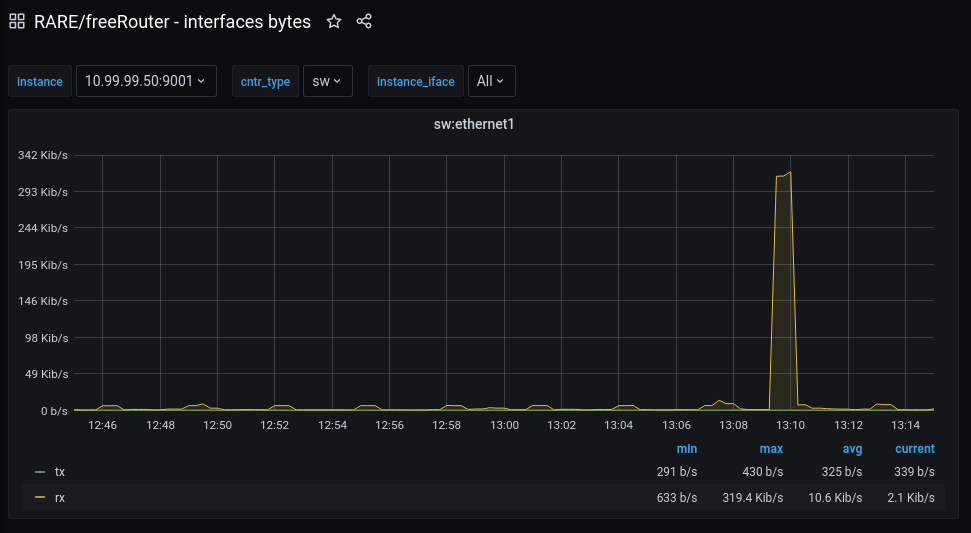 RARE/freeRouter - interfaces bytes
instance 10.99.99.50:9001 cntr_type sw instance_iface All
sw:ethernet1
342 Kib/s
293 Kib/s
244 Kib/s
195 Kib/s
146 Kib/s
98 Kib/s
49 Kib/s
0 b/s
12:46 12:48 12:50 12:52 12:54 12:56 12:58 13:00 13:02 13:04 13:06 13:08 13:10 13:12 13:14
min max avg current
tx 291 b/s 430 b/s 325 b/s 339 b/s
rx 633 b/s 319.4 Kib/s 10.6 Kib/s 2.1 Kib/s